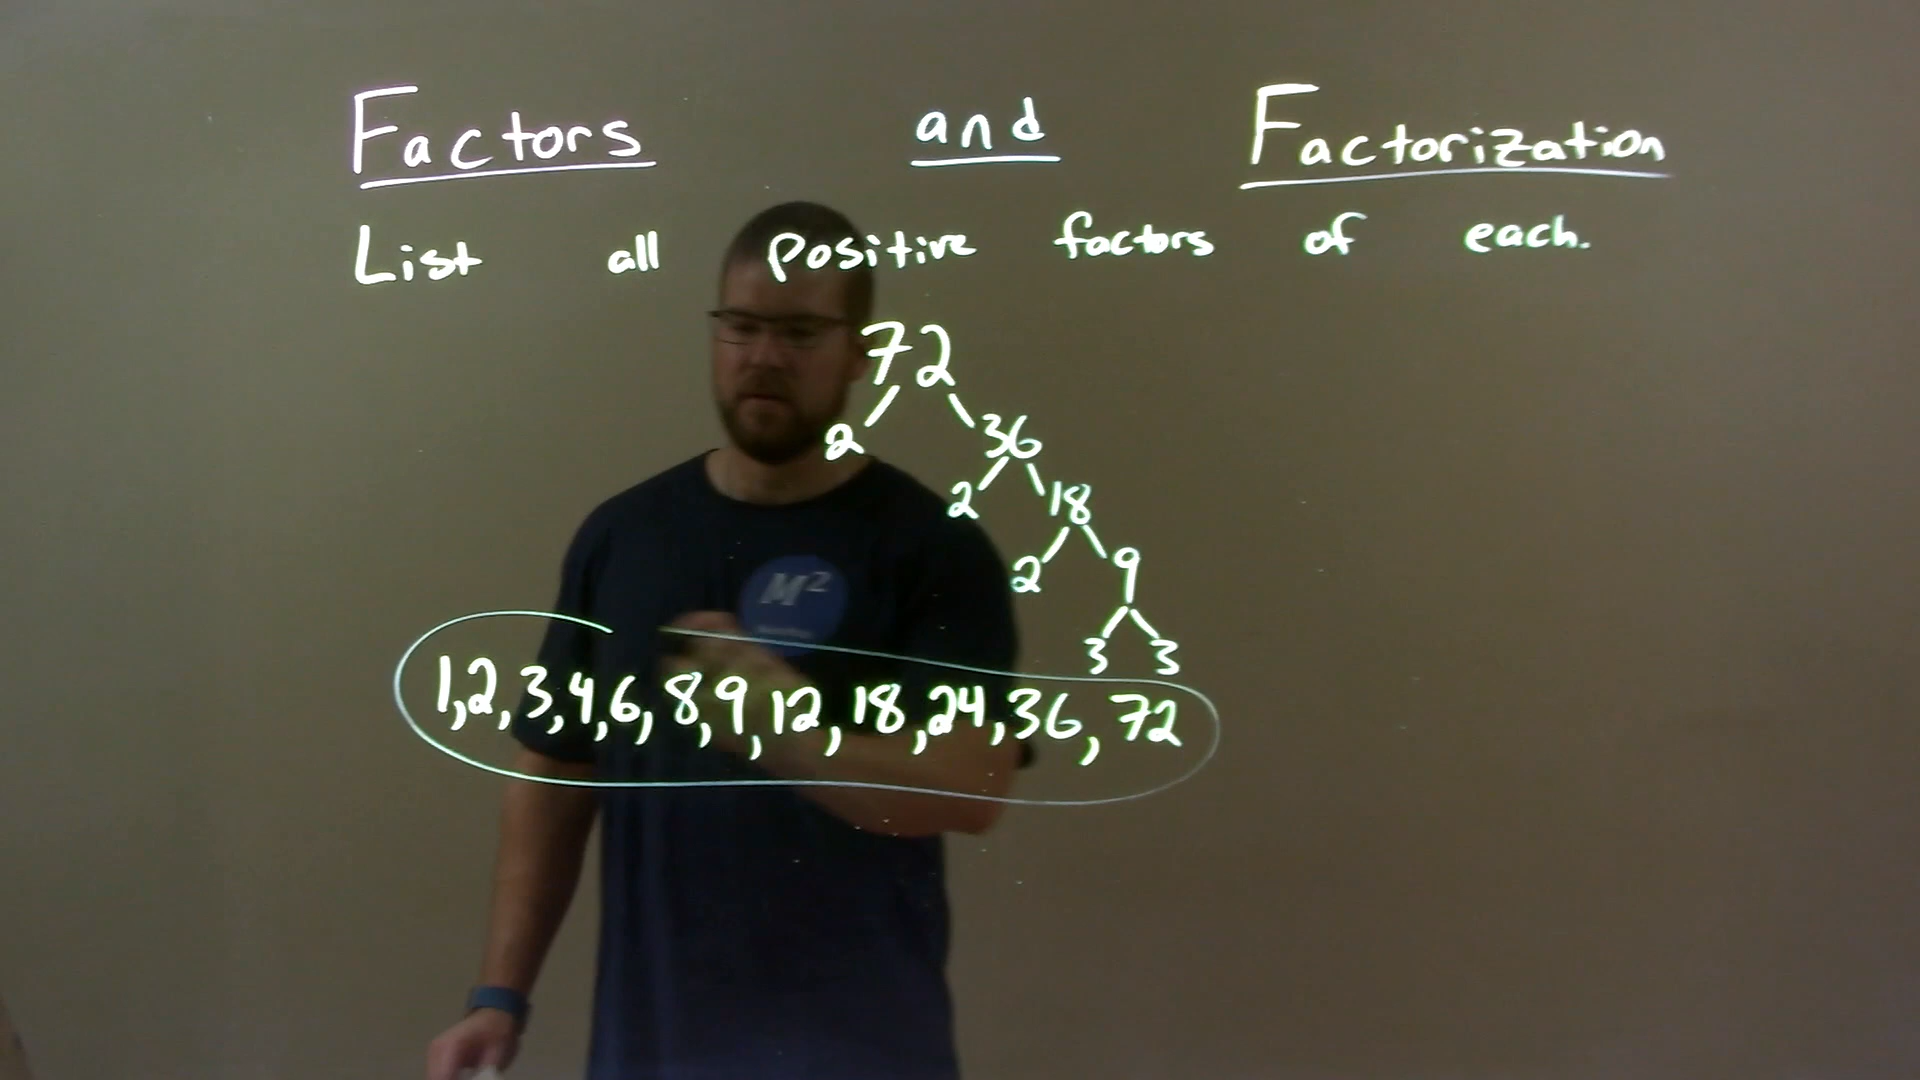 Factors and Factorization
List all positive factors of each.
72
2 36
2 18
2 9
3 3
M²
1,2,3,4,6,8,9,12,18,24,36,72